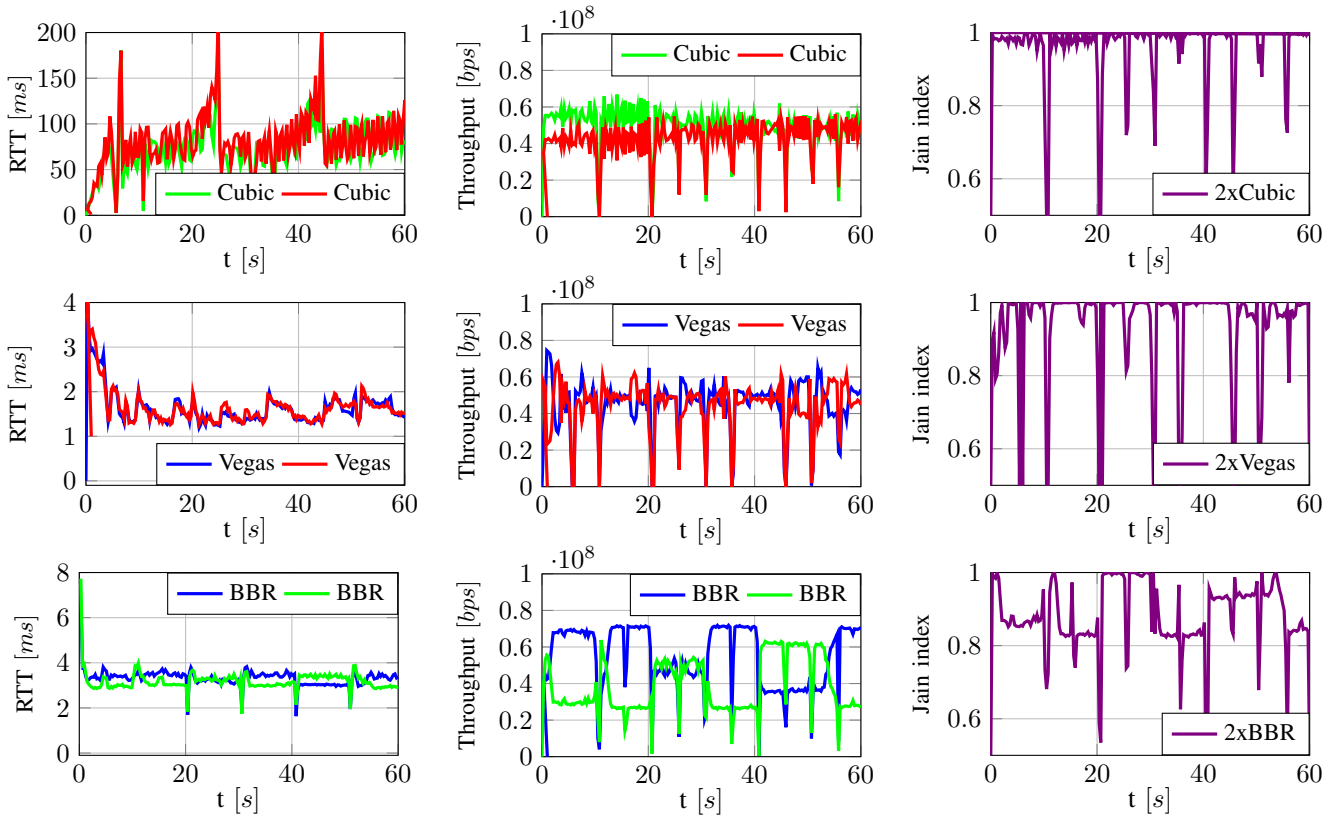 RTT [ms]
200
150
100
50
0
Cubic Cubic
0 20 40 60
t [s]
·10⁸
Throughput [bps]
1
0.8
0.6
0.4
0.2
0
Cubic Cubic
0 20 40 60
t [s]
Jain index
1
0.8
0.6
2xCubic
0 20 40 60
t [s]
RTT [ms]
4
3
2
1
0
Vegas Vegas
0 20 40 60
t [s]
·10⁸
Throughput [bps]
1
0.8
0.6
0.4
0.2
0
Vegas Vegas
0 20 40 60
t [s]
Jain index
1
0.8
0.6
2xVegas
0 20 40 60
t [s]
RTT [ms]
8
6
4
2
0
BBR BBR
0 20 40 60
t [s]
·10⁸
Throughput [bps]
1
0.8
0.6
0.4
0.2
0
BBR BBR
0 20 40 60
t [s]
Jain index
1
0.8
0.6
2xBBR
0 20 40 60
t [s]